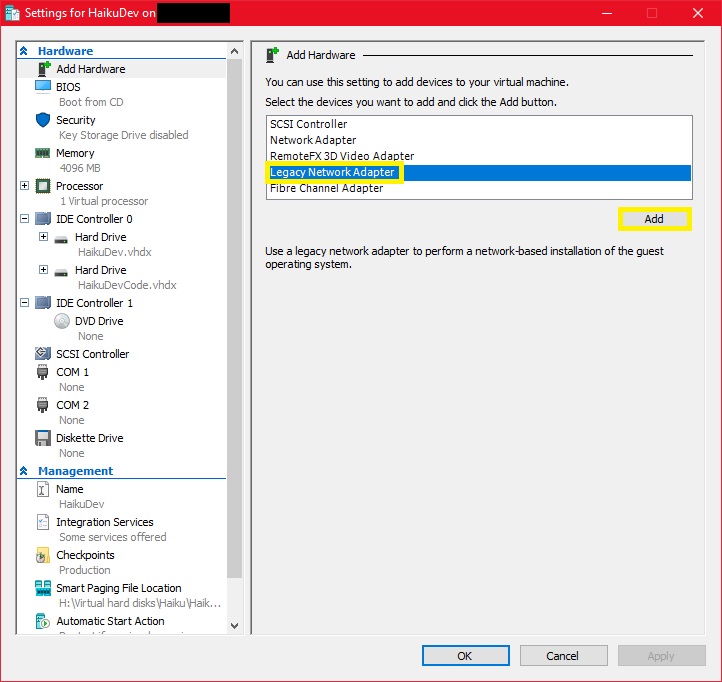 Settings for HaikuDev on
Hardware
Add Hardware
BIOS
Boot from CD
Security
Key Storage Drive disabled
Memory
4096 MB
Processor
1 Virtual processor
IDE Controller 0
Hard Drive
HaikuDev.vhdx
Hard Drive
HaikuDevCode.vhdx
IDE Controller 1
DVD Drive
None
SCSI Controller
COM 1
None
COM 2
None
Diskette Drive
None
Management
Name
HaikuDev
Integration Services
Some services offered
Checkpoints
Production
Smart Paging File Location
H:\Virtual hard disks\Haiku\Haik...
Automatic Start Action
Add Hardware
You can use this setting to add devices to your virtual machine.
Select the devices you want to add and click the Add button.
SCSI Controller
Network Adapter
RemoteFX 3D Video Adapter
Legacy Network Adapter
Fibre Channel Adapter
Add
Use a legacy network adapter to perform a network-based installation of the guest
operating system.
OK
Cancel
Apply